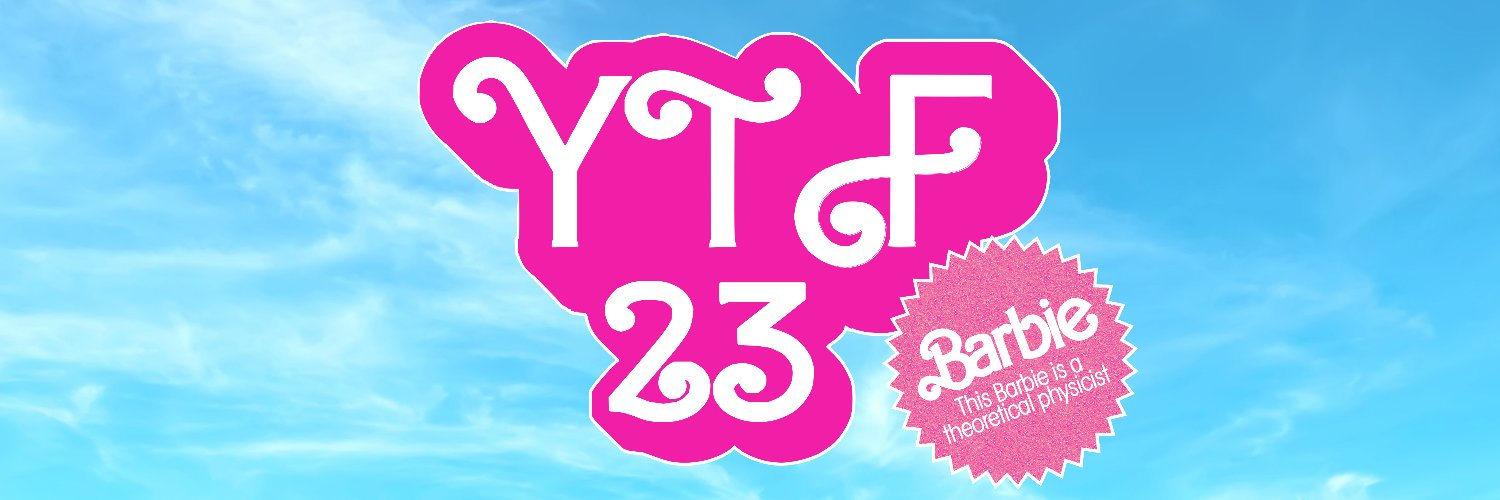 YTF
23
Barbie
This Barbie is a
theoretical physicist